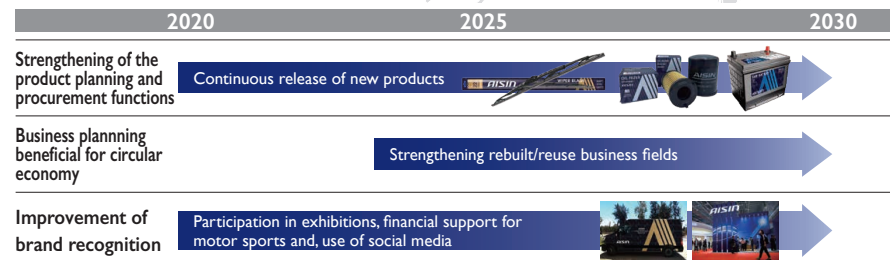 2020 2025 2030
Strengthening of the
product planning and
procurement functions
Continuous release of new products
AISIN
AISIN
Business plannning
beneficial for circular
economy
Strengthening rebuilt/reuse business fields
Improvement of
brand recognition
Participation in exhibitions, financial support for
motor sports and, use of social media
AISIN
AISIN